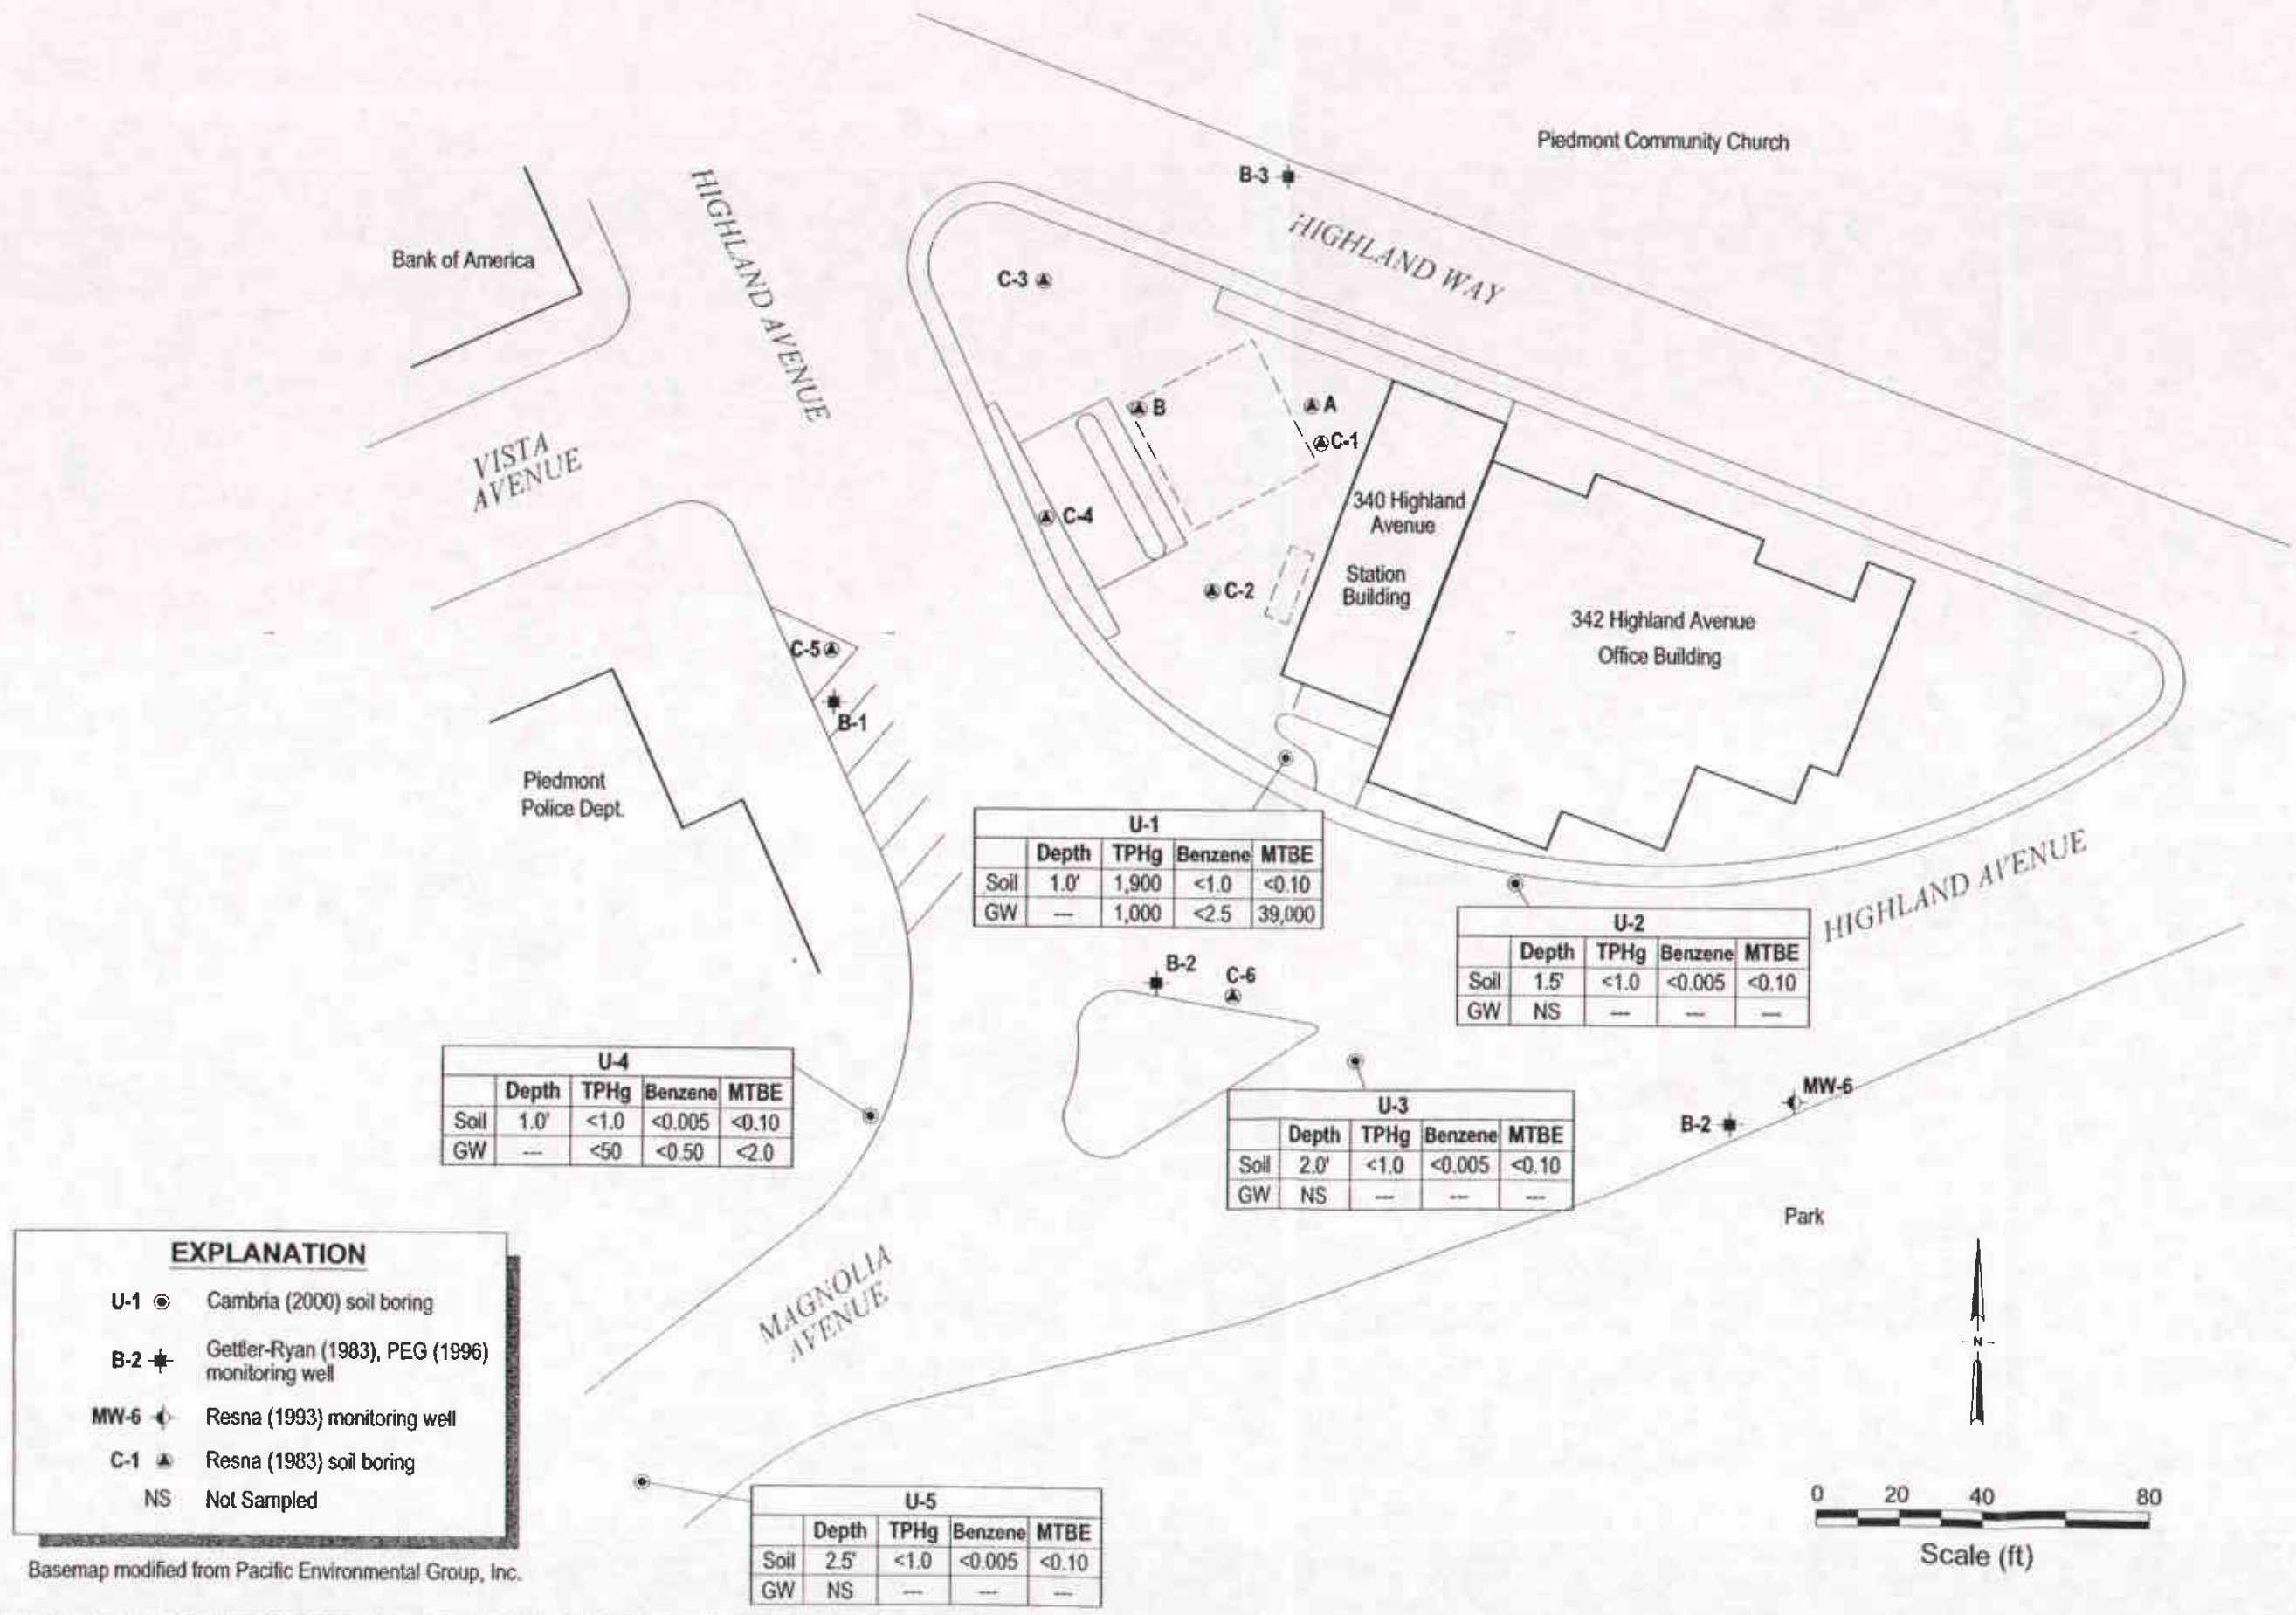 Piedmont Community Church
B-3
HIGHLAND WAY
HIGHLAND AVENUE
Bank of America
C-3
B
A
C-1
VISTA
AVENUE
C-4
340 Highland
Avenue
Station
Building
C-2
342 Highland Avenue
Office Building
C-5
B-1
Piedmont
Police Dept.
U-1
Depth TPHg Benzene MTBE
Soil 1.0' 1,900 <1.0 <0.10
GW --- 1,000 <2.5 39,000
HIGHLAND AVENUE
U-2
Depth TPHg Benzene MTBE
Soil 1.5' <1.0 <0.005 <0.10
GW NS --- --- ---
B-2
C-6
U-4
Depth TPHg Benzene MTBE
Soil 1.0' <1.0 <0.005 <0.10
GW --- <50 <0.50 <2.0
U-3
Depth TPHg Benzene MTBE
Soil 2.0' <1.0 <0.005 <0.10
GW NS --- --- ---
MW-6
B-2
Park
MAGNOLIA
AVENUE
EXPLANATION
U-1 Cambria (2000) soil boring
B-2 Gettler-Ryan (1983), PEG (1996)
monitoring well
MW-6 Resna (1993) monitoring well
C-1 Resna (1983) soil boring
NS Not Sampled
Basemap modified from Pacific Environmental Group, Inc.
U-5
Depth TPHg Benzene MTBE
Soil 2.5' <1.0 <0.005 <0.10
GW NS --- --- ---
- N -
0 20 40 80
Scale (ft)